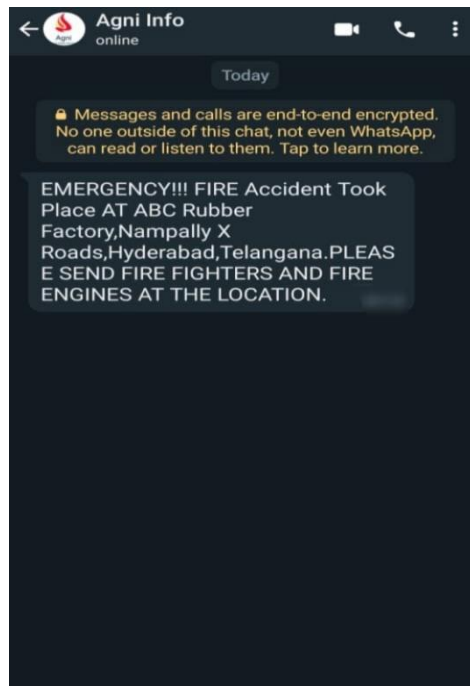 Agni Info
online
Today
Messages and calls are end-to-end encrypted.
No one outside of this chat, not even WhatsApp,
can read or listen to them. Tap to learn more.
EMERGENCY!!! FIRE Accident Took
Place AT ABC Rubber
Factory,Nampally X
Roads,Hyderabad,Telangana.PLEAS
E SEND FIRE FIGHTERS AND FIRE
ENGINES AT THE LOCATION.